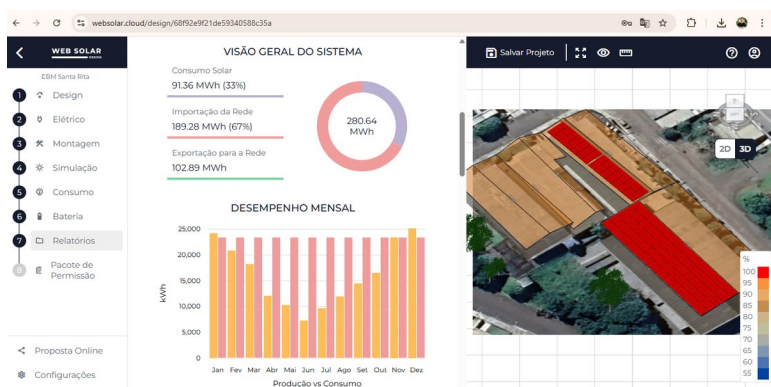 websolar.cloud/design/68f92e9f21de59340588c35a
WEB SOLAR
DESIGN
EBM Santa Rita
1 Design
2 Elétrico
3 Montagem
4 Simulação
5 Consumo
6 Bateria
7 Relatórios
8 Pacote de
Permissão
Proposta Online
Configurações
VISÃO GERAL DO SISTEMA
Consumo Solar
91.36 MWh (33%)
Importação da Rede
189.28 MWh (67%)
Exportação para a Rede
102.89 MWh
280.64
MWh
DESEMPENHO MENSAL
kWh
25,000
20,000
15,000
10,000
5,000
0
Jan Fev Mar Abr Mai Jun Jul Ago Set Out Nov Dez
Produção vs Consumo
Salvar Projeto
2D 3D
%
100
95
90
85
80
75
70
65
60
55